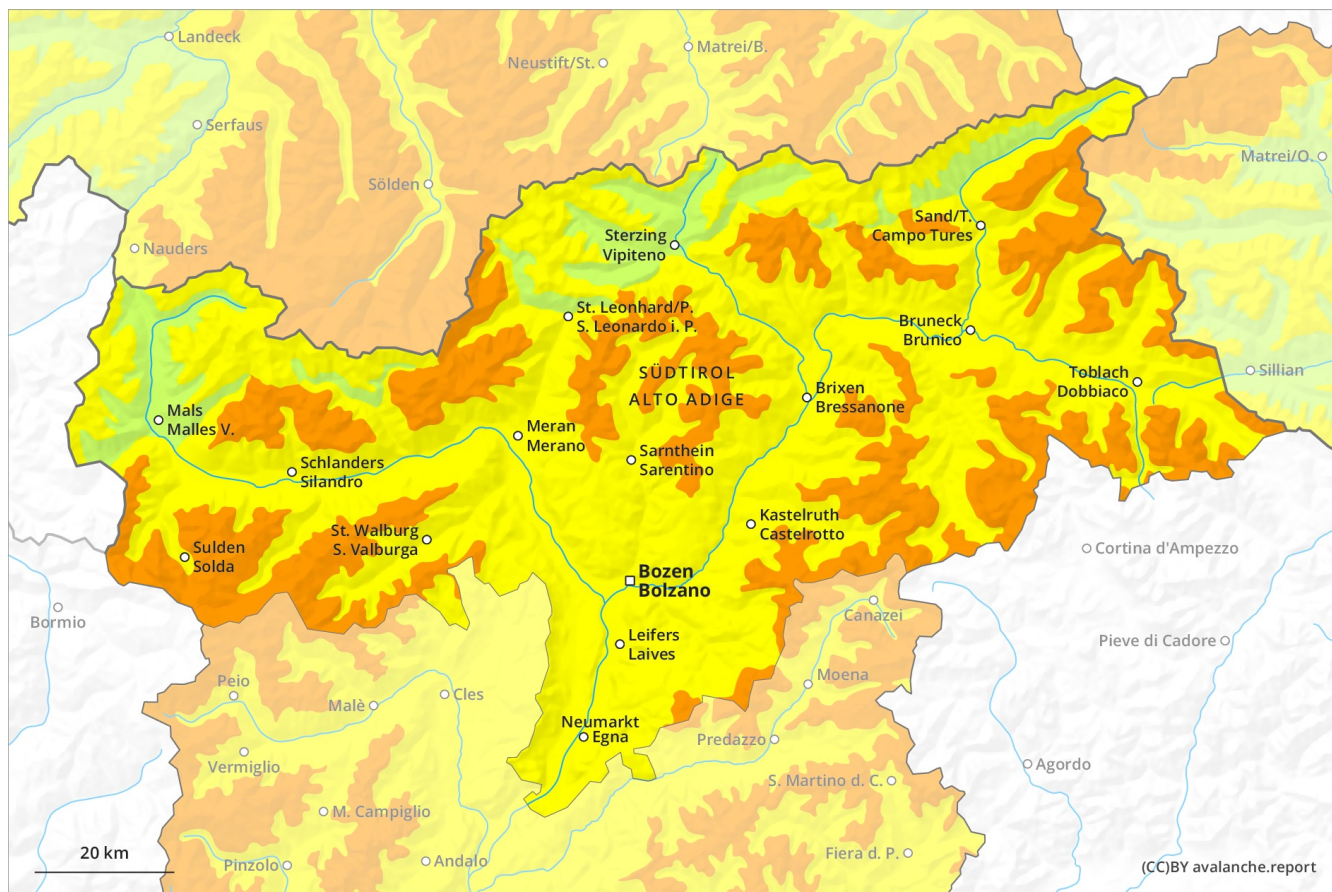 Landeck
Matrei/B.
Neustift/St.
Serfaus
Matrei/O.
Sölden
Sand/T.
Campo Tures
Sterzing
Vipiteno
Nauders
St. Leonhard/P.
S. Leonardo i. P.
Bruneck
Brunico
SÜDTIROL
ALTO ADIGE
Toblach
Dobbiaco
Sillian
Brixen
Bressanone
Mals
Malles V.
Meran
Merano
Schlanders
Silandro
Sarnthein
Sarentino
Kastelruth
Castelrotto
St. Walburg
S. Valburga
Sulden
Solda
Cortina d'Ampezzo
Bozen
Bolzano
Bormio
Canazei
Leifers
Laives
Pieve di Cadore
Peio
Moena
Cles
Malè
Neumarkt
Egna
Predazzo
Vermiglio
Agordo
S. Martino d. C.
M. Campiglio
20 km
Pinzolo
Andalo
Fiera d. P.
(CC)BY avalanche.report